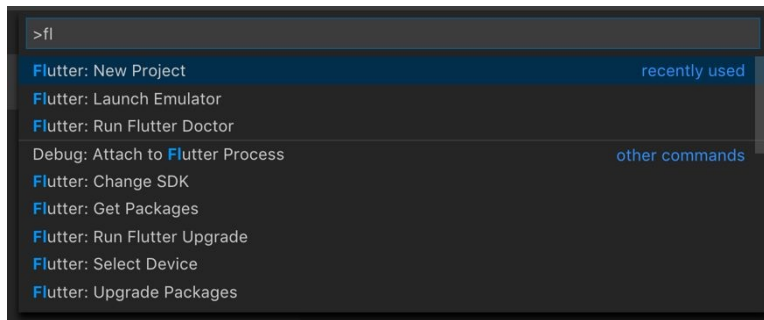 >fl
Flutter: New Project recently used
Flutter: Launch Emulator
Flutter: Run Flutter Doctor
Debug: Attach to Flutter Process other commands
Flutter: Change SDK
Flutter: Get Packages
Flutter: Run Flutter Upgrade
Flutter: Select Device
Flutter: Upgrade Packages